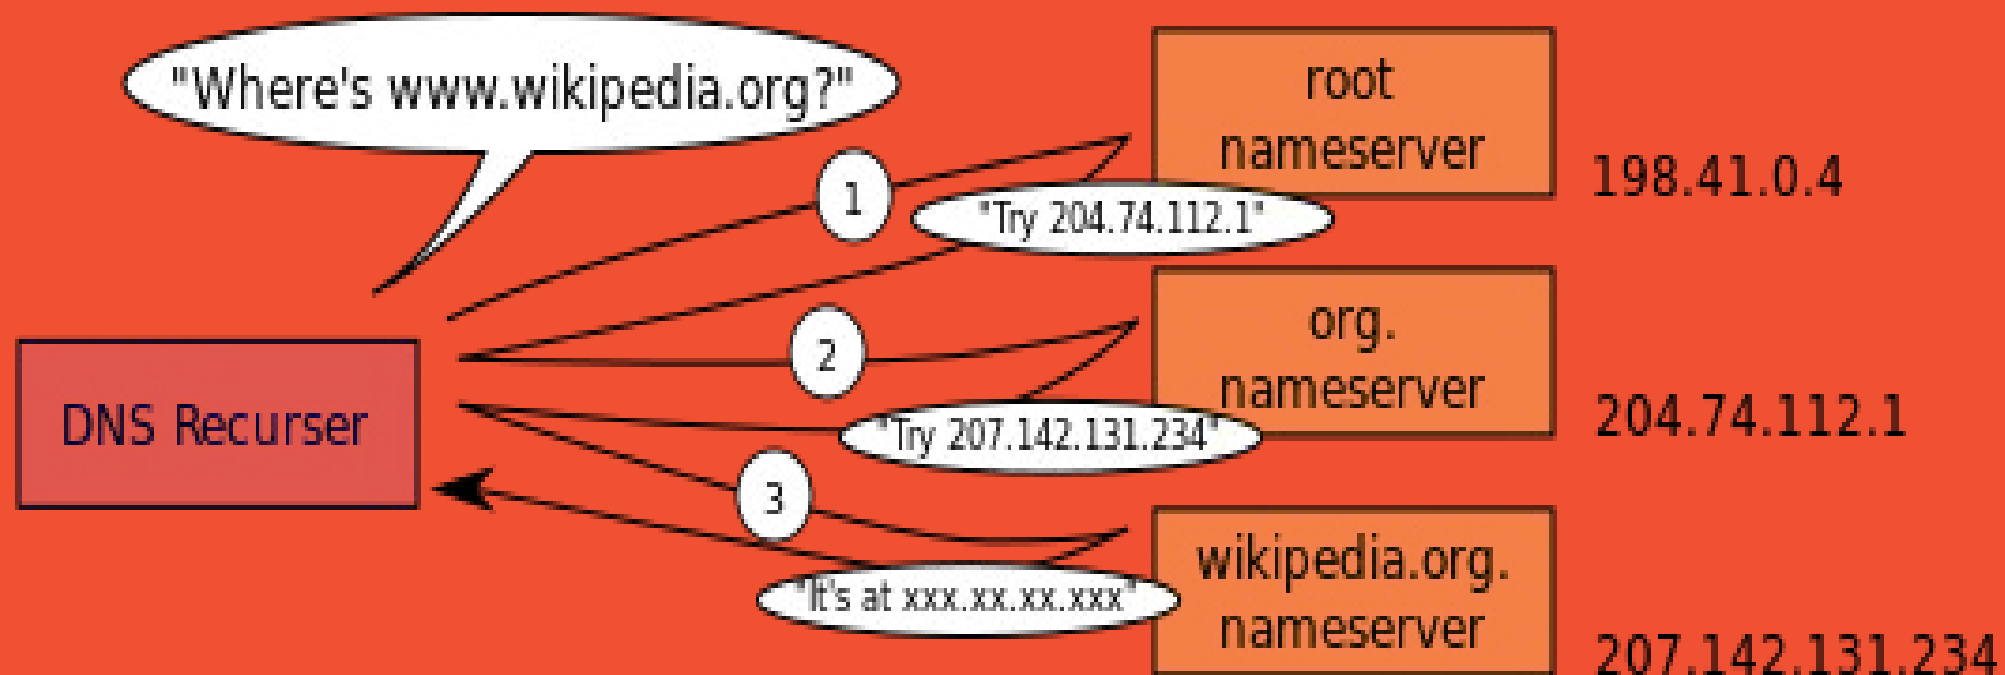 "Where's www.wikipedia.org?"
root
nameserver
198.41.0.4
1
"Try 204.74.112.1"
org.
nameserver
204.74.112.1
2
DNS Recurser
"Try 207.142.131.234"
3
wikipedia.org.
nameserver
207.142.131.234
"It's at xxx.xx.xx.xxx"